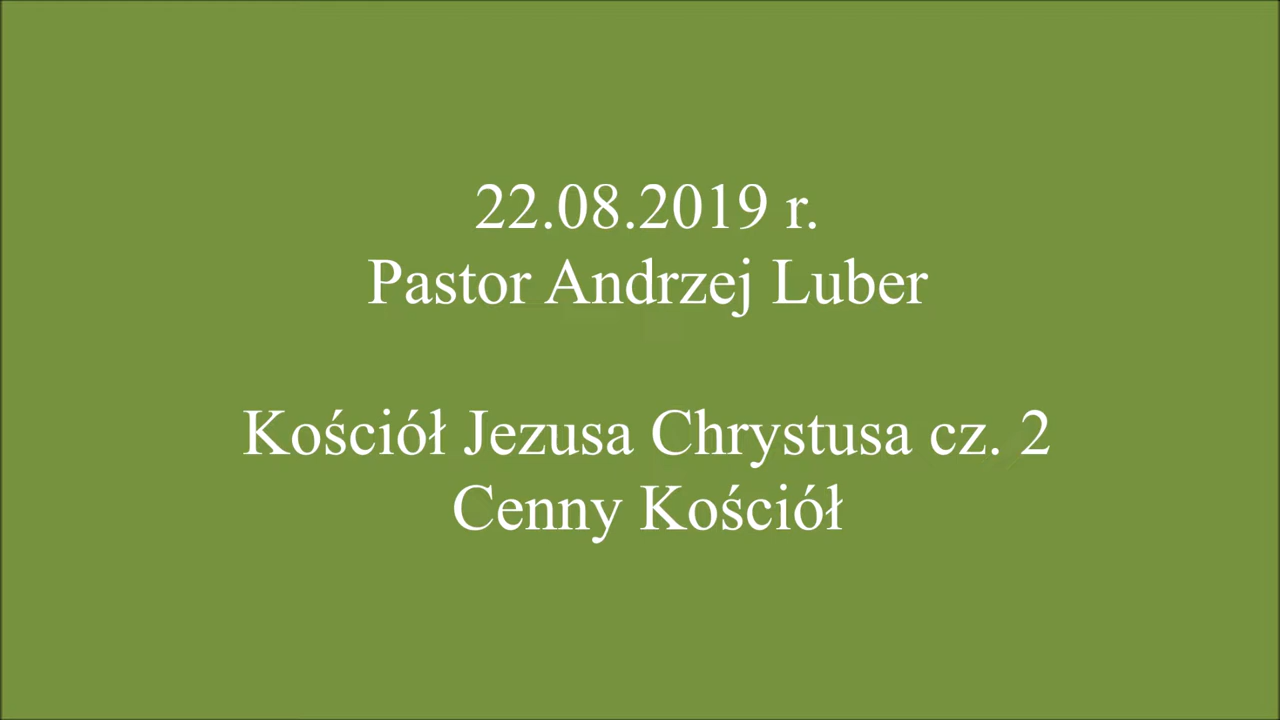 22.08.2019 r.
Pastor Andrzej Luber
Kościół Jezusa Chrystusa cz. 2
Cenny Kościół